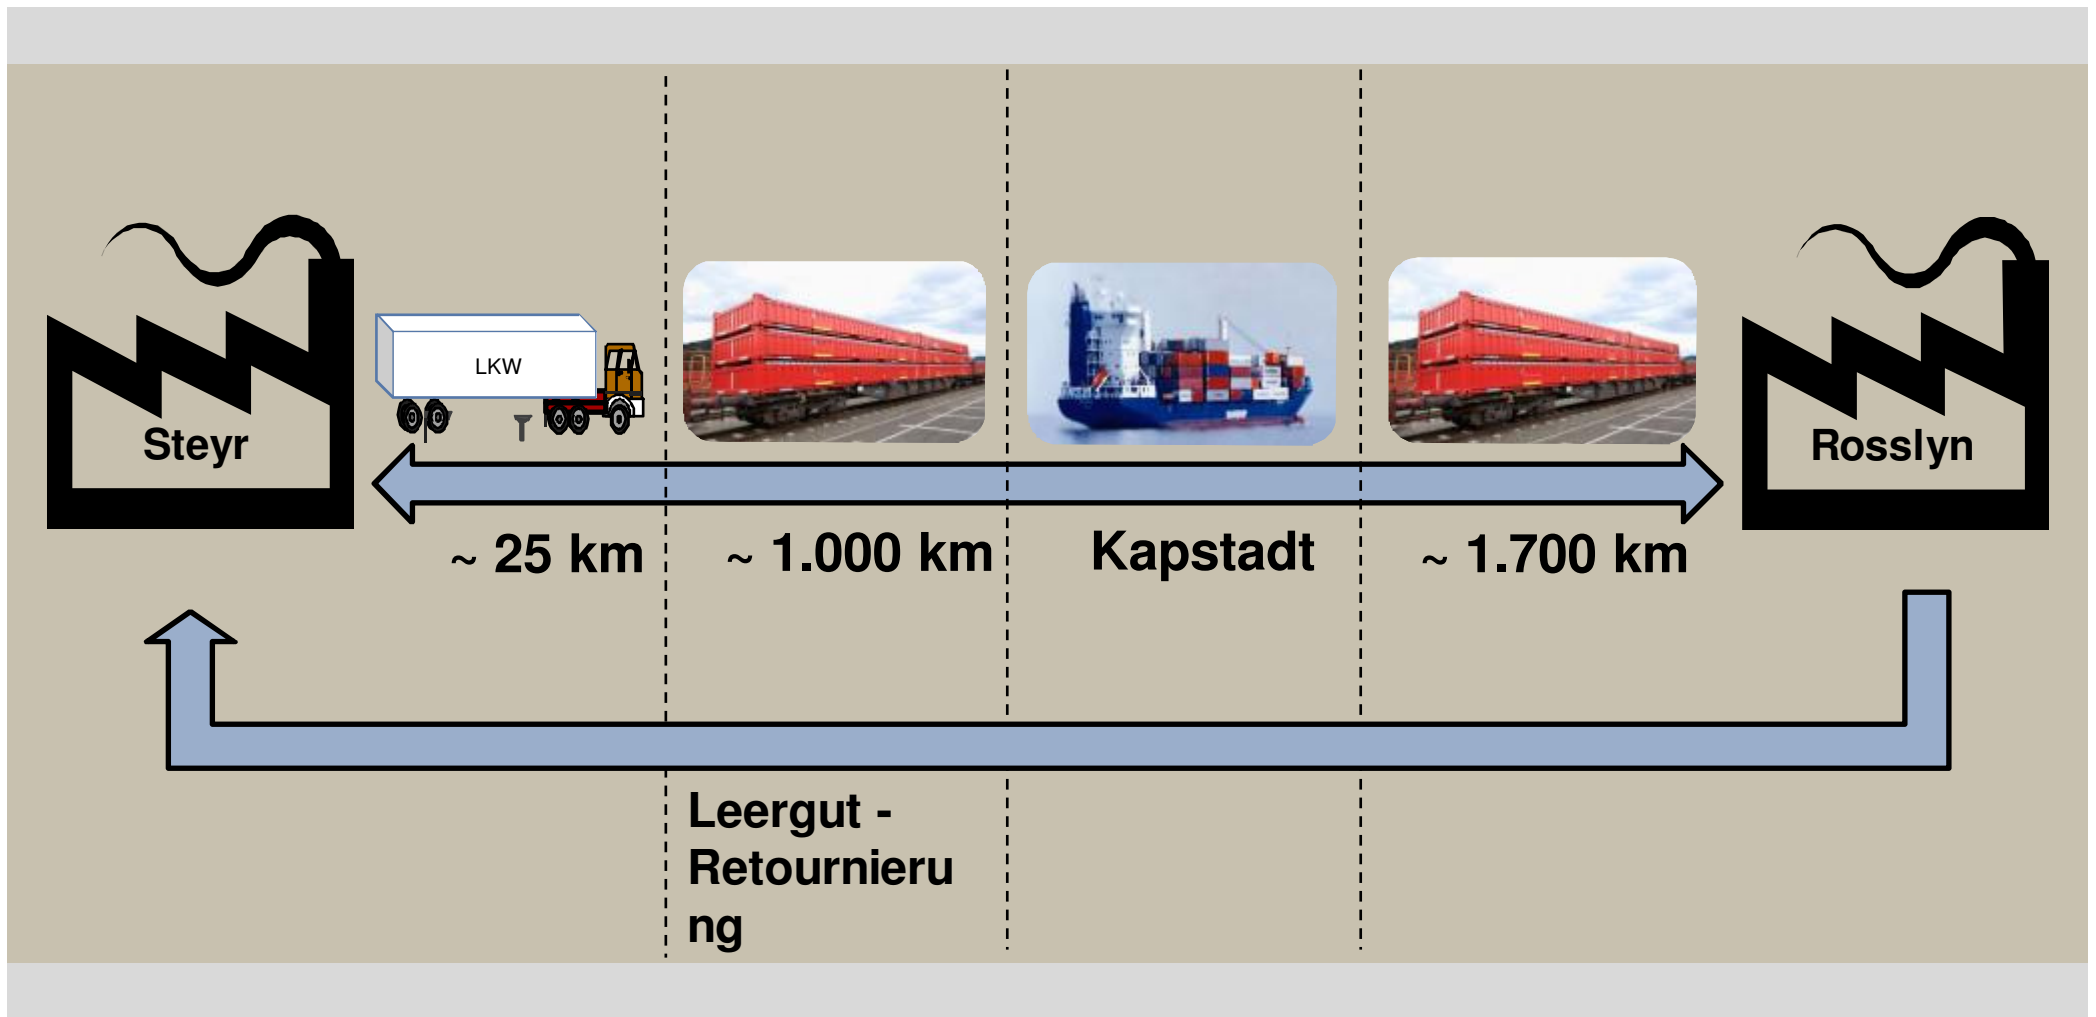 LKW
Steyr
Rosslyn
~ 25 km
~ 1.000 km
Kapstadt
~ 1.700 km
Leergut -
Retournieru
ng